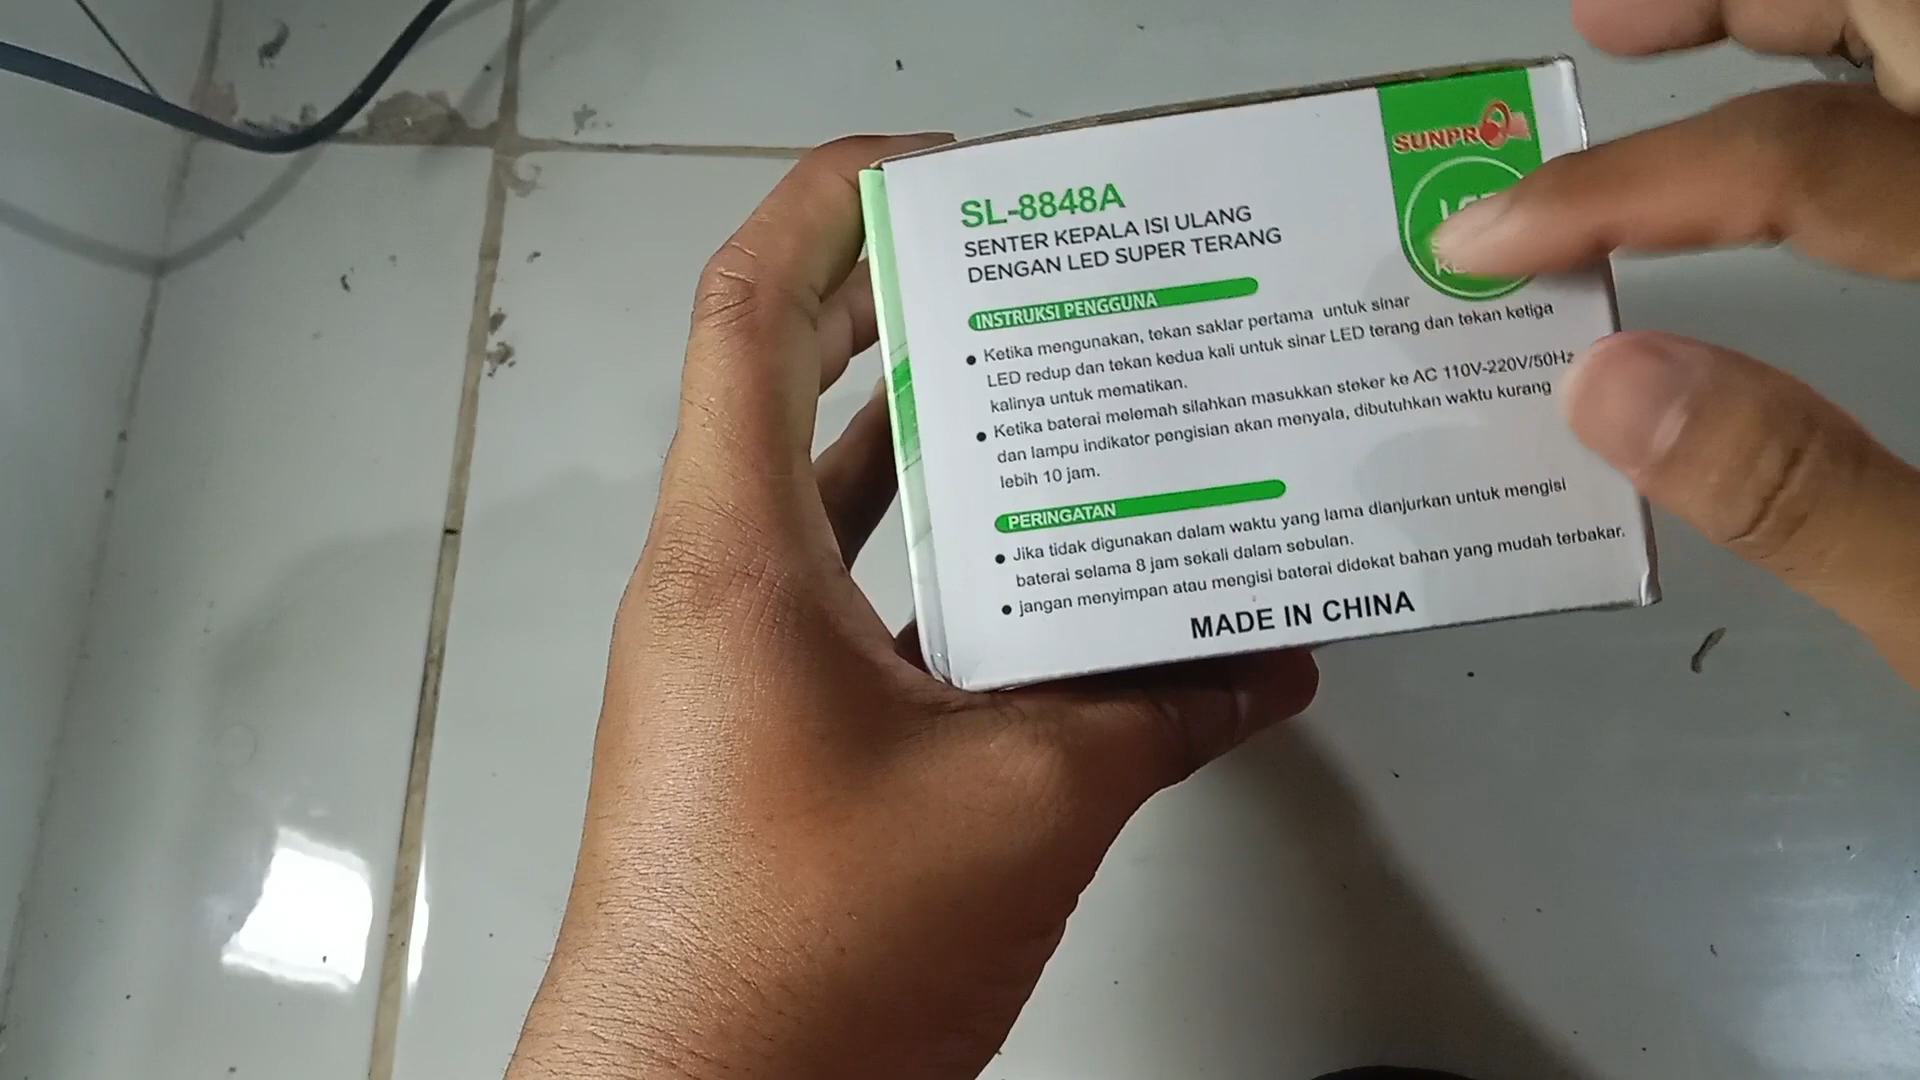 SUNPRO
SL-8848A
SENTER KEPALA ISI ULANG
DENGAN LED SUPER TERANG
INSTRUKSI PENGGUNA
● Ketika mengunakan, tekan saklar pertama untuk sinar
LED redup dan tekan kedua kali untuk sinar LED terang dan tekan ketiga
kalinya untuk mematikan.
● Ketika baterai melemah silahkan masukkan steker ke AC 110V-220V/50Hz
dan lampu indikator pengisian akan menyala, dibutuhkan waktu kurang
lebih 10 jam.
PERINGATAN
● Jika tidak digunakan dalam waktu yang lama dianjurkan untuk mengisi
baterai selama 8 jam sekali dalam sebulan.
● jangan menyimpan atau mengisi baterai didekat bahan yang mudah terbakar.
MADE IN CHINA